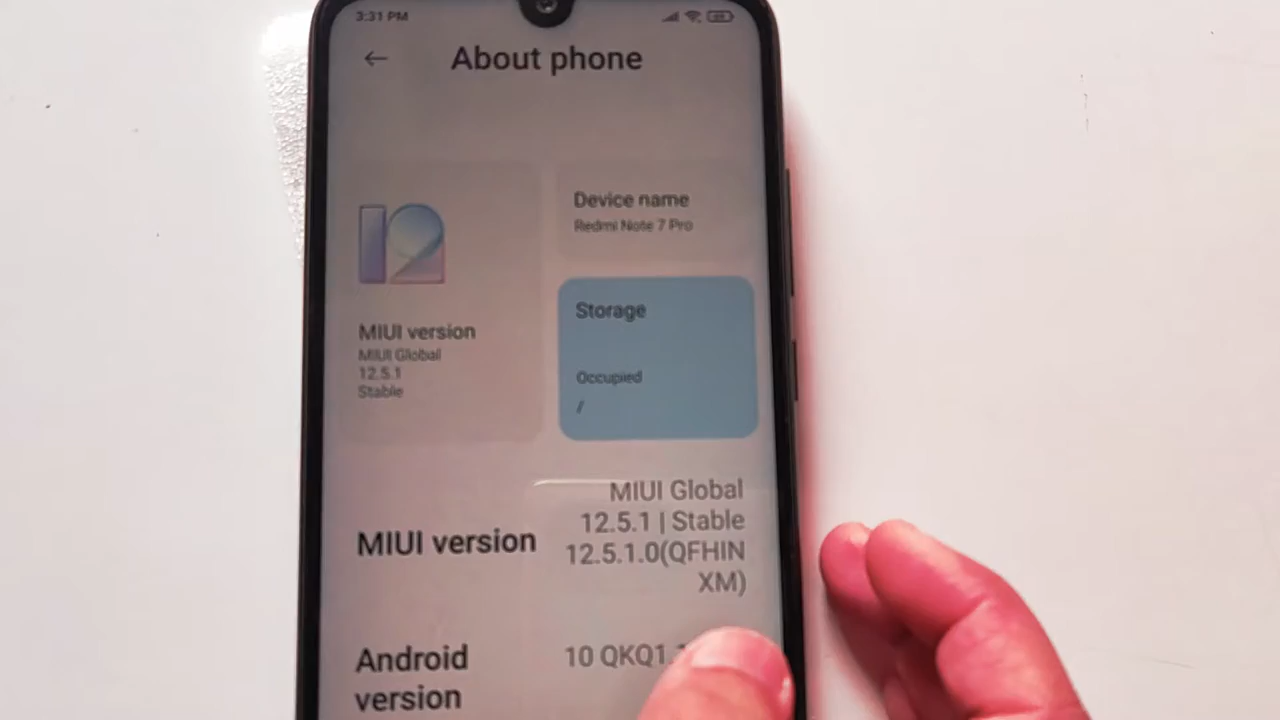 3:31 PM
About phone
Device name
Redmi Note 7 Pro
12
MIUI version
MIUI Global
12.5.1
Stable
Storage
Occupied
/
MIUI version
MIUI Global
12.5.1 | Stable
12.5.1.0(QFHIN
XM)
Android
version
10 QKQ1.